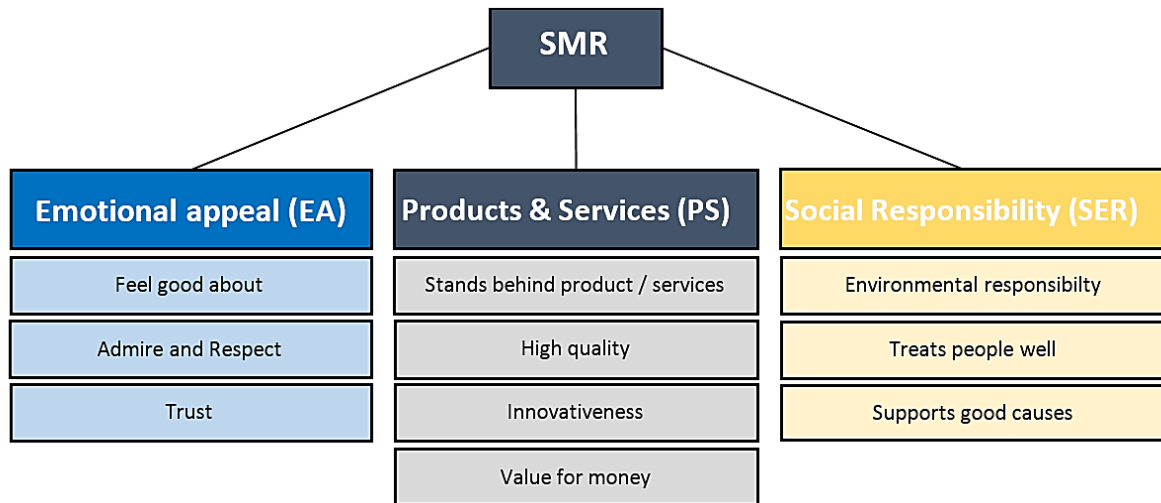 SMR
Emotional appeal (EA)
Feel good about
Admire and Respect
Trust
Products & Services (PS)
Stands behind product / services
High quality
Innovativeness
Value for money
Social Responsibility (SER)
Environmental responsibilty
Treats people well
Supports good causes